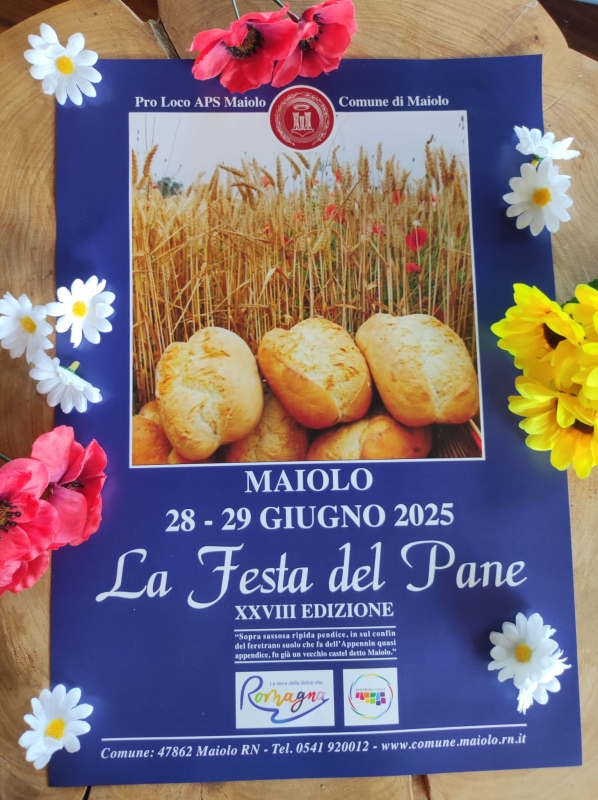 Pro Loco APS Maiolo Comune di Maiolo
MAIOLO
28 - 29 GIUGNO 2025
La Festa del Pane
XXVIII EDIZIONE
“Sopra sassosa ripida pendice, in sul confin
del feretrano suolo che fa dell'Appennin quasi
appendice, fu già un vecchio castel detto Maiolo.”
La terra della dolce vita
Romagna
Comune: 47862 Maiolo RN - Tel. 0541 920012 - www.comune.maiolo.rn.it